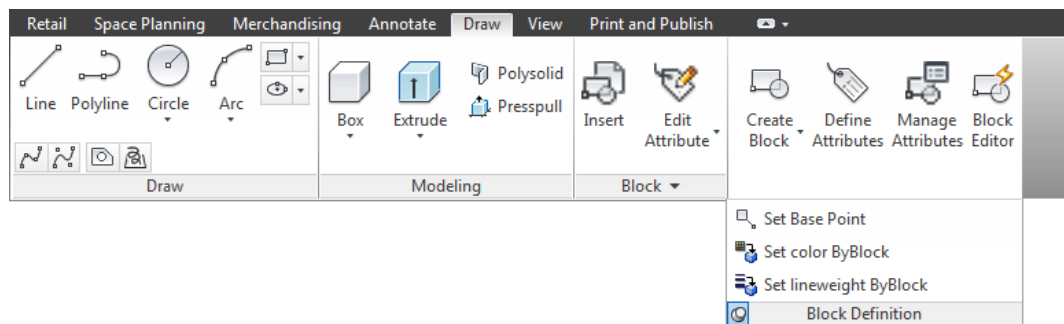 Retail Space Planning Merchandising Annotate Draw View Print and Publish
Line Polyline Circle Arc
Box Extrude
Polysolid
Presspull
Insert Edit
Attribute
Create
Block
Define
Attributes
Manage
Attributes
Block
Editor
Draw Modeling Block
Set Base Point
Set color ByBlock
Set lineweight ByBlock
Block Definition